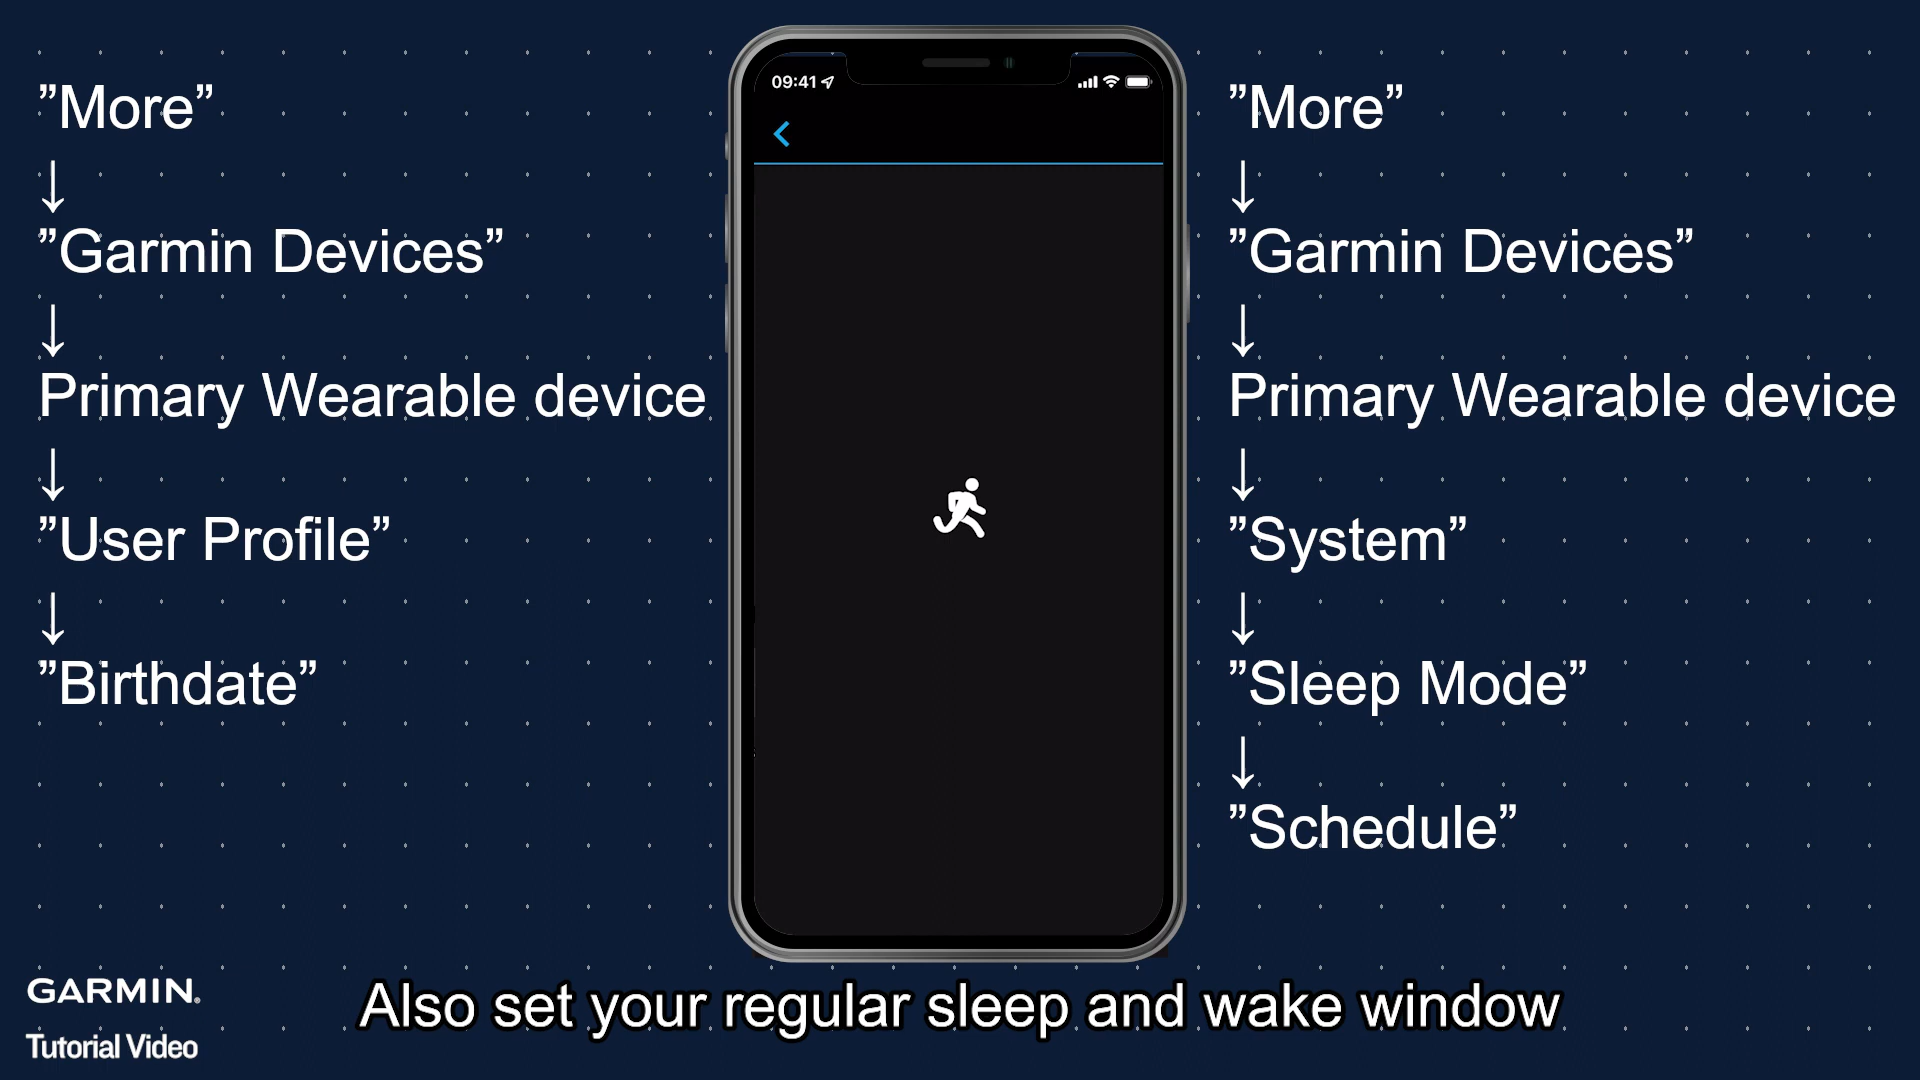 ”More”
↓
”Garmin Devices”
↓
Primary Wearable device
↓
”User Profile”
↓
”Birthdate”
09:41
”More”
↓
”Garmin Devices”
↓
Primary Wearable device
↓
”System”
↓
”Sleep Mode”
↓
”Schedule”
GARMIN®
Tutorial Video
Also set your regular sleep and wake window